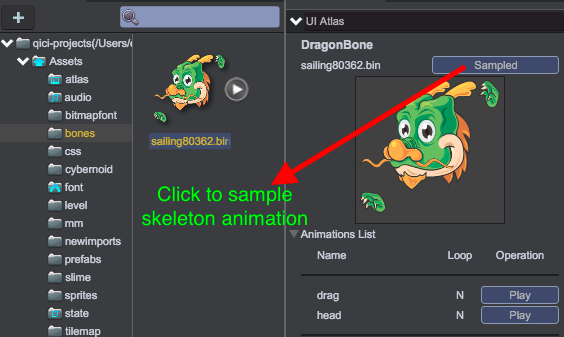 +
qici-projects(/Users/
Assets
atlas
audio
bitmapfont
bones
css
cybernoid
font
level
mm
newimports
prefabs
slime
sprites
state
tilemap
sailing80362.bin
Click to sample
skeleton animation
UI Atlas
DragonBone
sailing80362.bin Sampled
Animations List
Name Loop Operation
drag N Play
head N Play